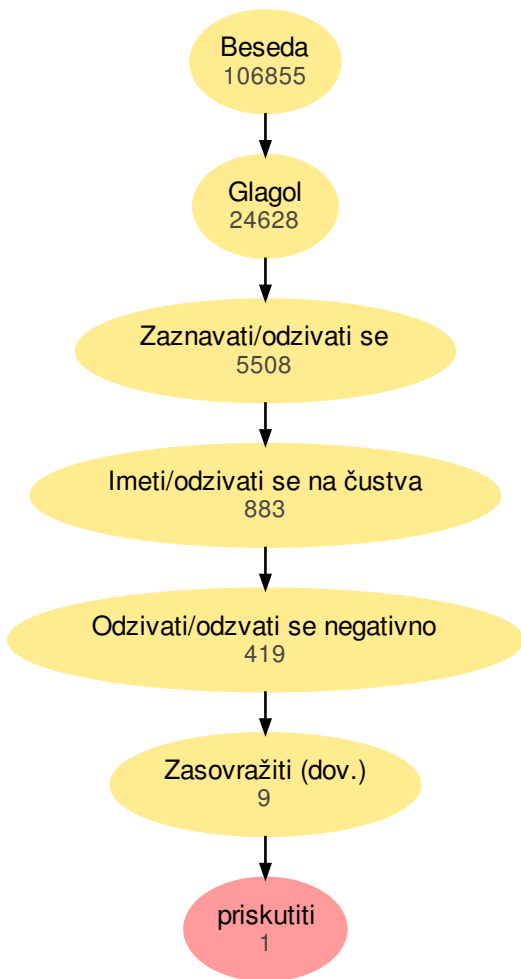 Beseda
106855
Glagol
24628
Zaznavati/odzivati se
5508
Imeti/odzivati se na čustva
883
Odzivati/odzvati se negativno
419
Zasovražiti (dov.)
9
priskutiti
1